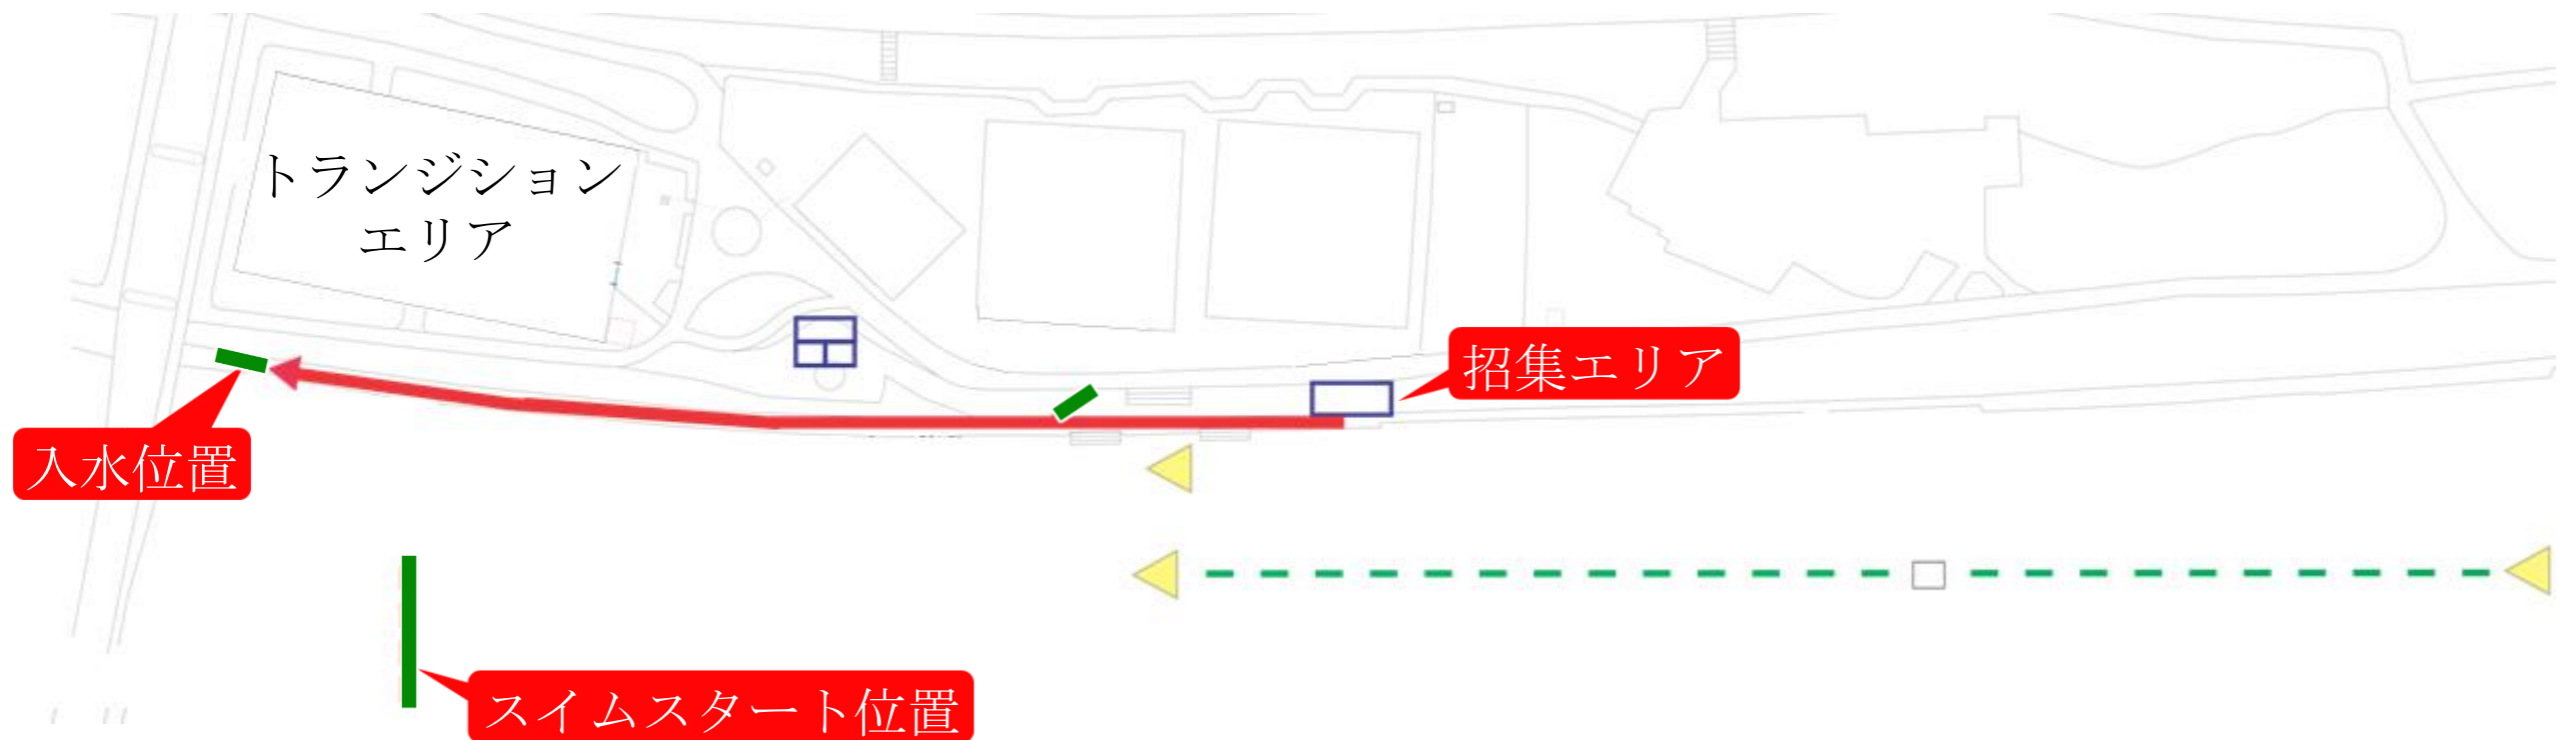 トランジション
エリア
招集エリア
入水位置
スイムスタート位置